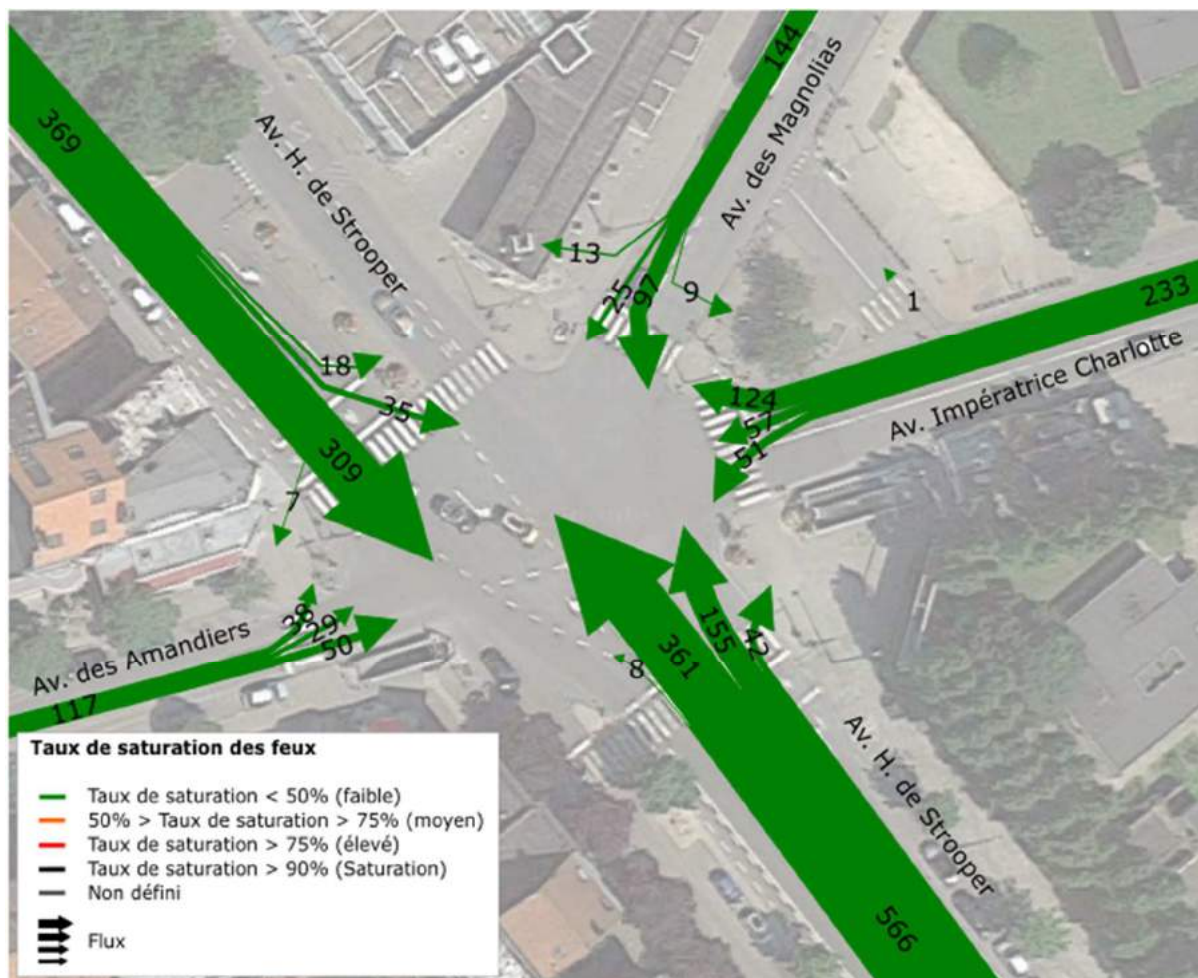 144
369
Av. H. de Strooper
Av. des Magnolias
13
25
97
9
1
233
18
124
Av. Impératrice Charlotte
35
57
51
309
7
38
29
50
Av. des Amandiers
155
42
361
8
117
Av. H. de Strooper
566
Taux de saturation des feux
Taux de saturation < 50% (faible)
50% > Taux de saturation > 75% (moyen)
Taux de saturation > 75% (élevé)
Taux de saturation > 90% (Saturation)
Non défini
Flux